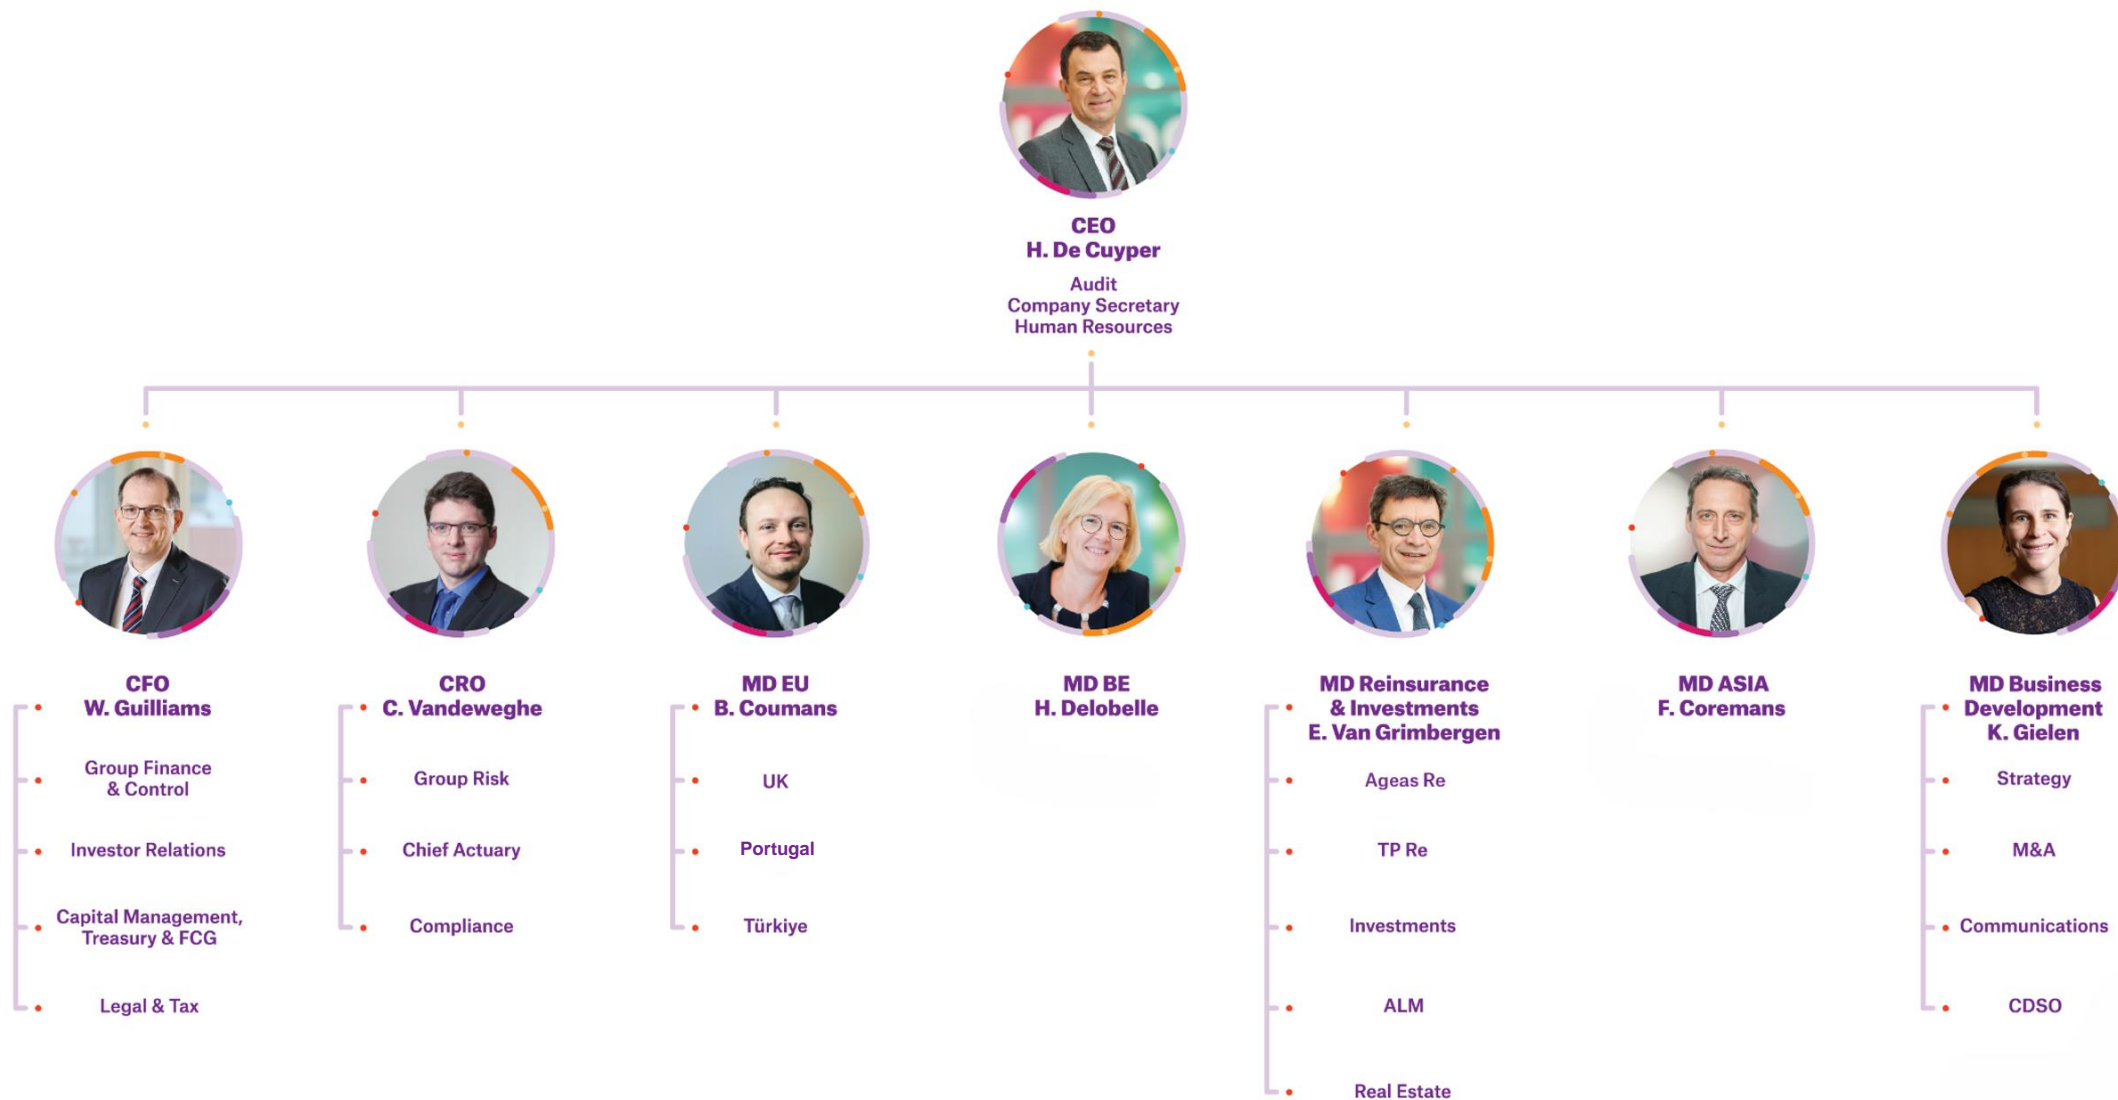 CEO
H. De Cuyper
Audit
Company Secretary
Human Resources
CFO
W. Guilliams
Group Finance
& Control
Investor Relations
Capital Management,
Treasury & FCG
Legal & Tax
CRO
C. Vandeweghe
Group Risk
Chief Actuary
Compliance
MD EU
B. Coumans
UK
Portugal
Türkiye
MD BE
H. Delobelle
MD Reinsurance
& Investments
E. Van Grimbergen
Ageas Re
TP Re
Investments
ALM
Real Estate
MD ASIA
F. Coremans
MD Business
Development
K. Gielen
Strategy
M&A
Communications
CDSO